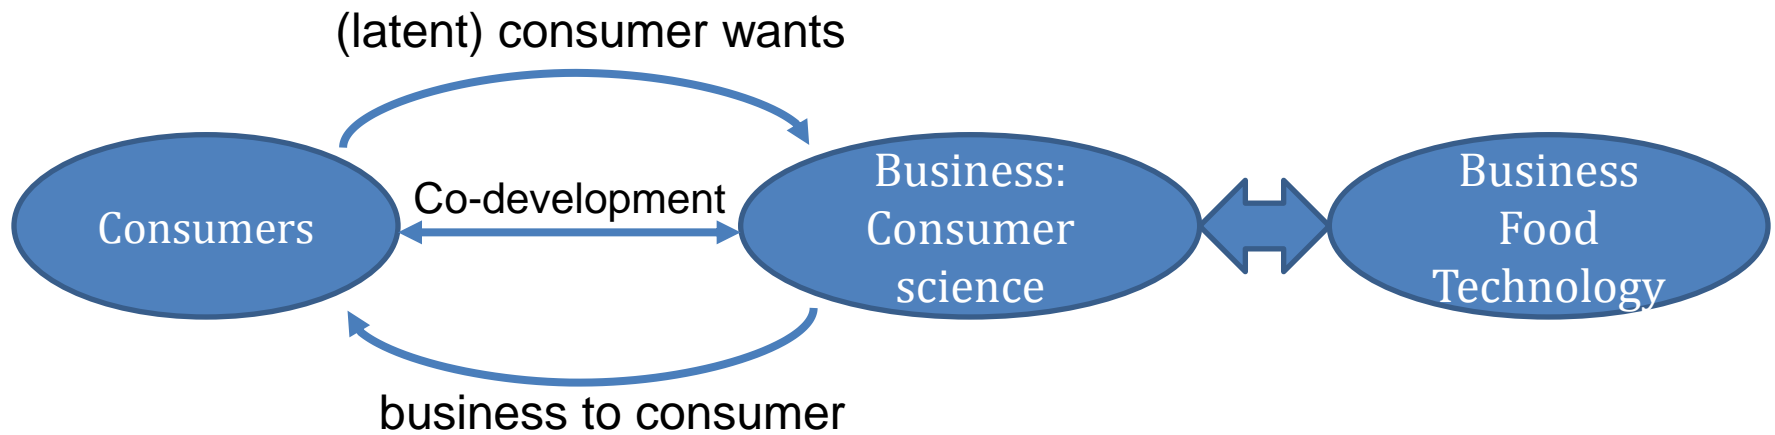 (latent) consumer wants
Consumers
Co-development
Business:
Consumer
science
Business
Food
Technology
business to consumer